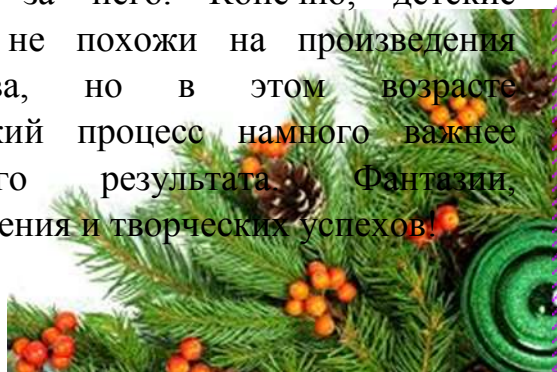 за него! Конечно, детские
не похожи на произведения
но в этом возрасте
процесс намного важнее
результата. Фантазии,
и творческих успехов!